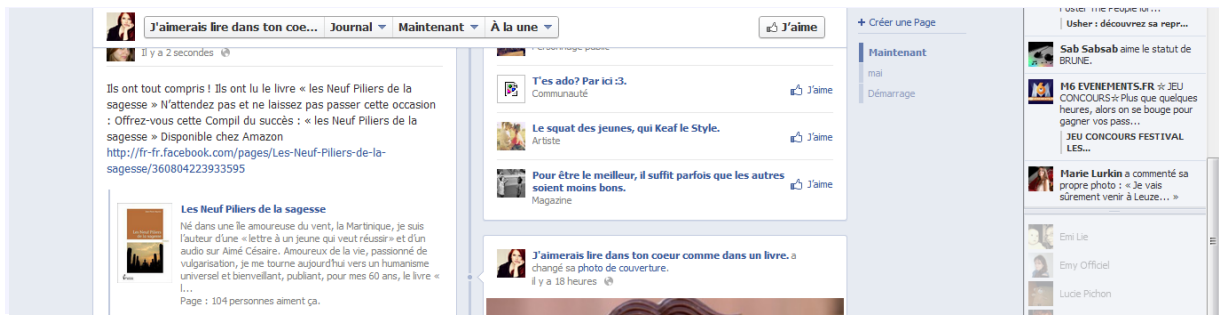 J'aimerais lire dans ton coe... Journal Maintenant À la une J'aime
Il y a 2 secondes
Ils ont tout compris ! Ils ont lu le livre « les Neuf Piliers de la
sagesse » N'attendez pas et ne laissez pas passer cette occasion
: Offrez-vous cette Compil du succès : « les Neuf Piliers de la
sagesse » Disponible chez Amazon
http://fr-fr.facebook.com/pages/Les-Neuf-Piliers-de-la-
sagesse/360804223933595
Les Neuf Piliers de la sagesse
Né dans une île amoureuse du vent, la Martinique, je suis
l'auteur d'une «lettre à un jeune qui veut réussir» et d'un
audio sur Aimé Césaire. Amoureux de la vie, passionné de
vulgarisation, je me tourne aujourd'hui vers un humanisme
universel et bienveillant, publiant, pour mes 60 ans, le livre «
l...
Page : 104 personnes aiment ça.
Personnage public
T'es ado? Par ici :3.
Communauté
J'aime
Le squat des jeunes, qui Keaf le Style.
Artiste
J'aime
Pour être le meilleur, il suffit parfois que les autres
soient moins bons.
Magazine
J'aime
J'aimerais lire dans ton coeur comme dans un livre. a
changé sa photo de couverture.
il y a 18 heures
+ Créer une Page
Maintenant
mai
Démarrage
Foster The People for...
Usher : découvrez sa repr...
Sab Sabsab aime le statut de
BRUNE.
M6 EVENEMENTS.FR ☆ JEU
CONCOURS☆ Plus que quelques
heures, alors on se bouge pour
gagner vos pass...
JEU CONCOURS FESTIVAL
LES...
Marie Lurkin a commenté sa
propre photo : « Je vais
sûrement venir à Leuze... »
Emi Lie
Emy Officiel
Lucie Pichon